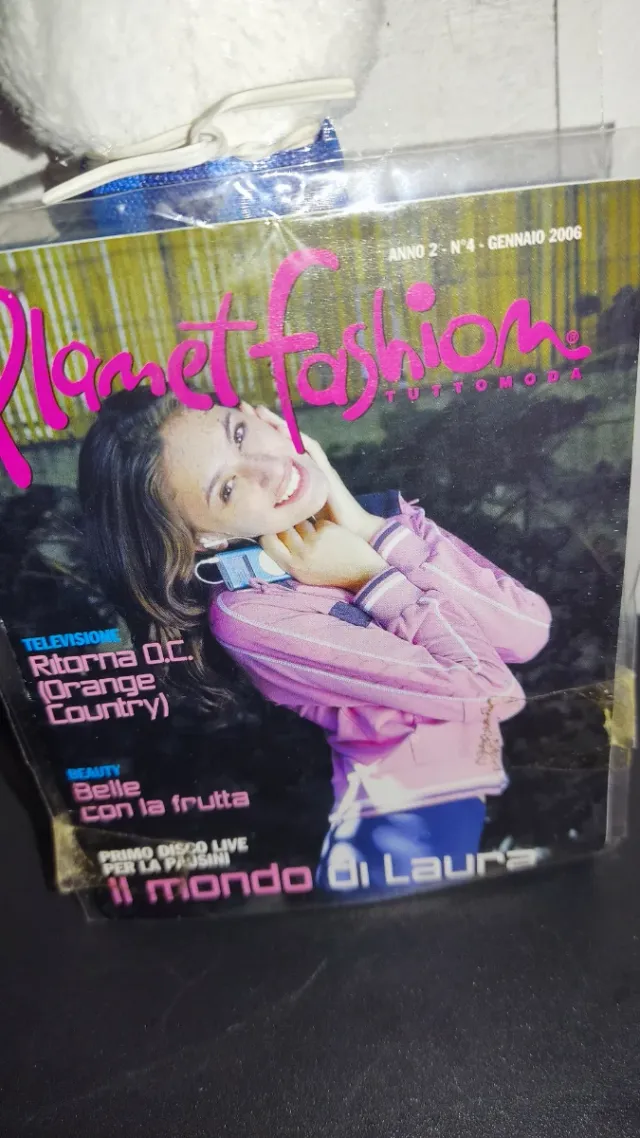 ANNO 2 - N°4 - GENNAIO 2006
Planet fashion®
TUTTOMODA
TELEVISIONE
Ritorna O.C.
(Orange
Country)
BEAUTY
Belle
con la frutta
PRIMO DISCO LIVE
PER LA PAUSINI
il mondo di Laura